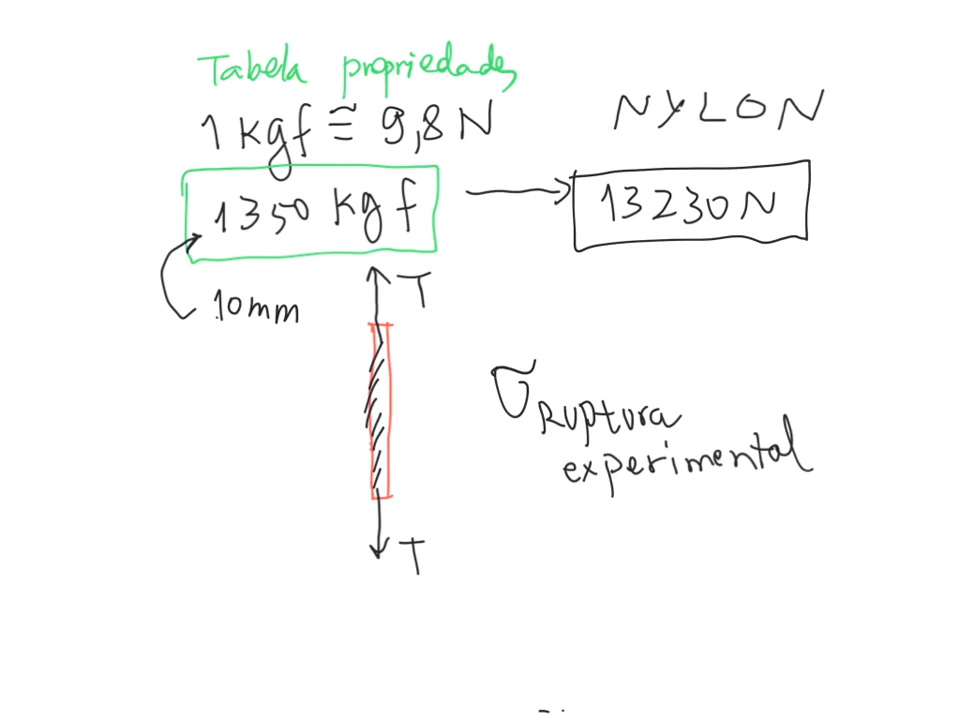 Tabela propriedades
1 kgf ≅ 9,8 N
NYLON
1350 kgf
13230 N
10mm
T
σ Ruptura
experimental
T